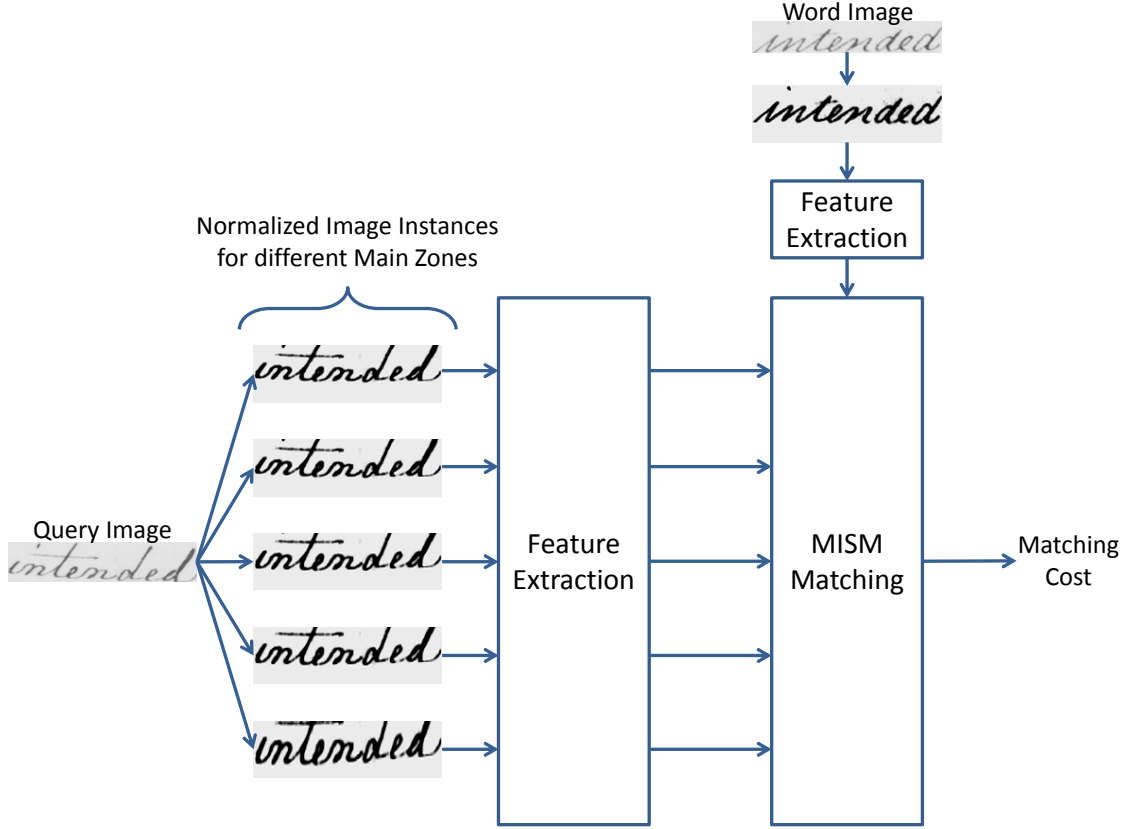 Word Image
intended
intended
Feature
Extraction
Normalized Image Instances
for different Main Zones
intended
intended
intended
intended
intended
Query Image
intended
Feature
Extraction
MISM
Matching
Matching
Cost